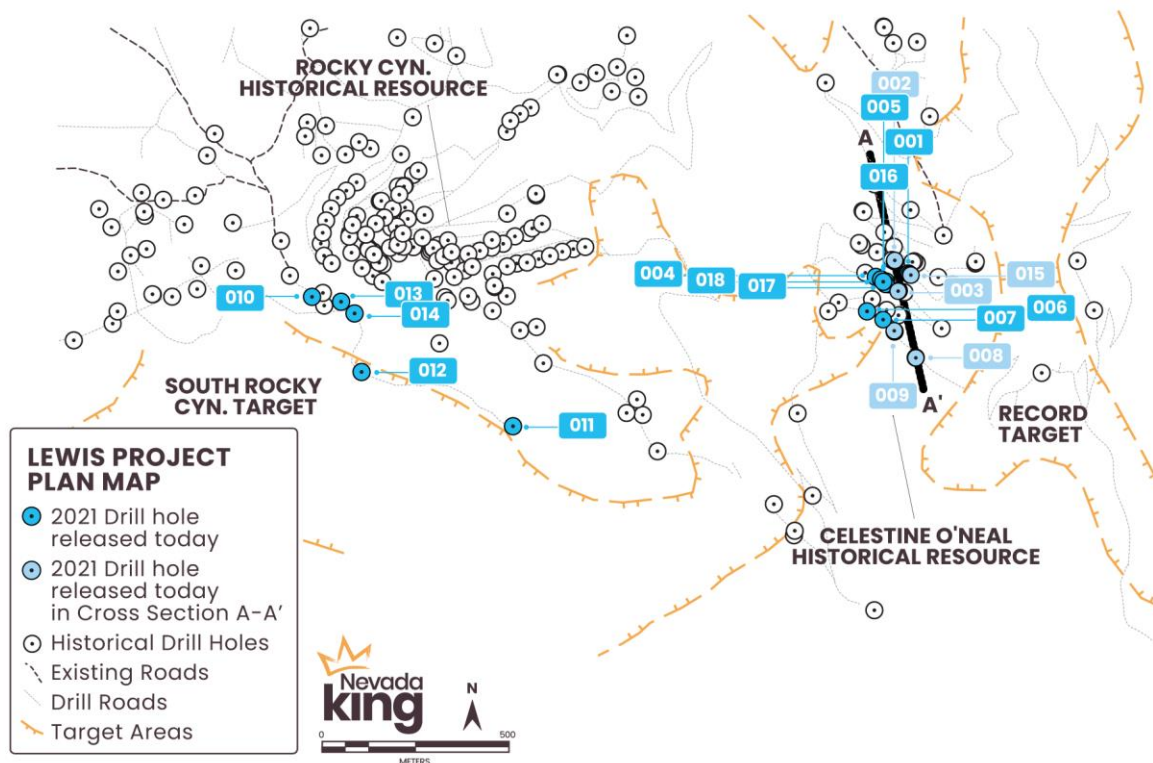 ROCKY CYN.
HISTORICAL RESOURCE
002
005
A
001
016
004
018
017
015
003
006
007
008
009
A'
010
013
014
012
011
SOUTH ROCKY
CYN. TARGET
RECORD
TARGET
CELESTINE O'NEAL
HISTORICAL RESOURCE
LEWIS PROJECT
PLAN MAP
2021 Drill hole
released today
2021 Drill hole
released today
in Cross Section A-A'
Historical Drill Holes
Existing Roads
Drill Roads
Target Areas
Nevada
king
N
0 500
METERS